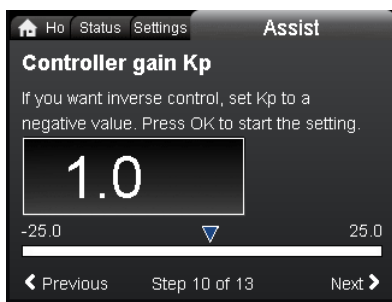 Ho Status Settings Assist
Controller gain Kp
If you want inverse control, set Kp to a
negative value. Press OK to start the setting.
1.0
-25.0 25.0
Previous Step 10 of 13 Next